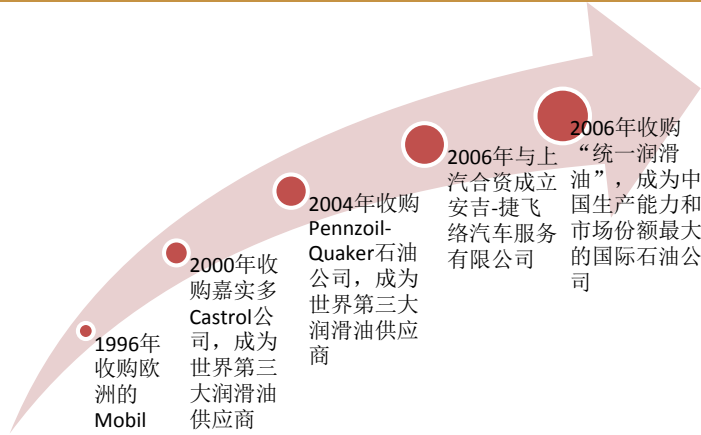 1996年
收购欧
洲的
Mobil
2000年收
购嘉实多
Castrol公
司，成为
世界第三
大润滑油
供应商
2004年收购
Pennzoil-
Quaker石油
公司，成为
世界第三大
润滑油供应
商
2006年与上
汽合资成立
安吉-捷飞
络汽车服务
有限公司
2006年收购
“统一润滑
油”，成为中
国生产能力和
市场份额最大
的国际石油公
司